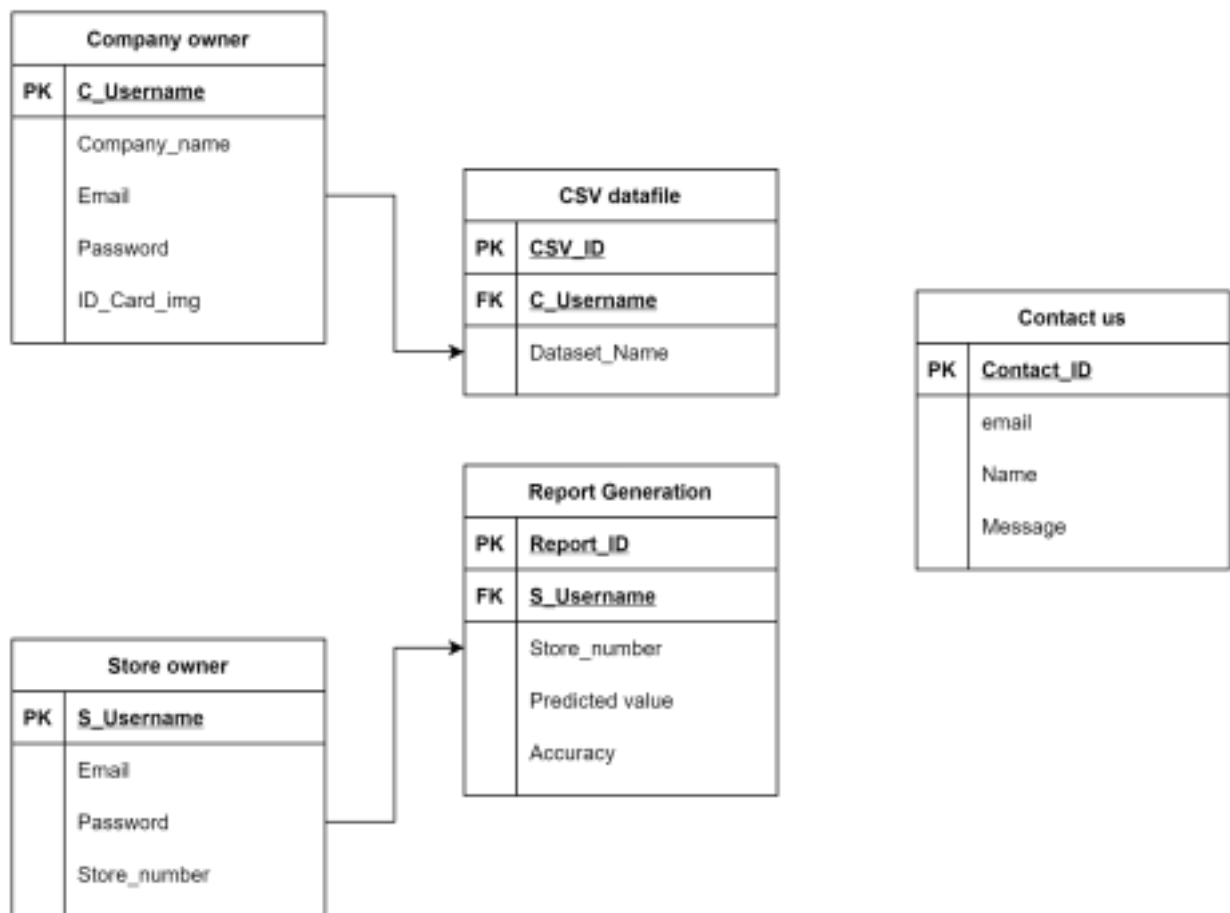 Company owner
PK C_Username
Company_name
Email
Password
ID_Card_img
CSV datafile
PK CSV_ID
FK C_Username
Dataset_Name
Contact us
PK Contact_ID
email
Name
Message
Report Generation
PK Report_ID
FK S_Username
Store_number
Predicted value
Accuracy
Store owner
PK S_Username
Email
Password
Store_number